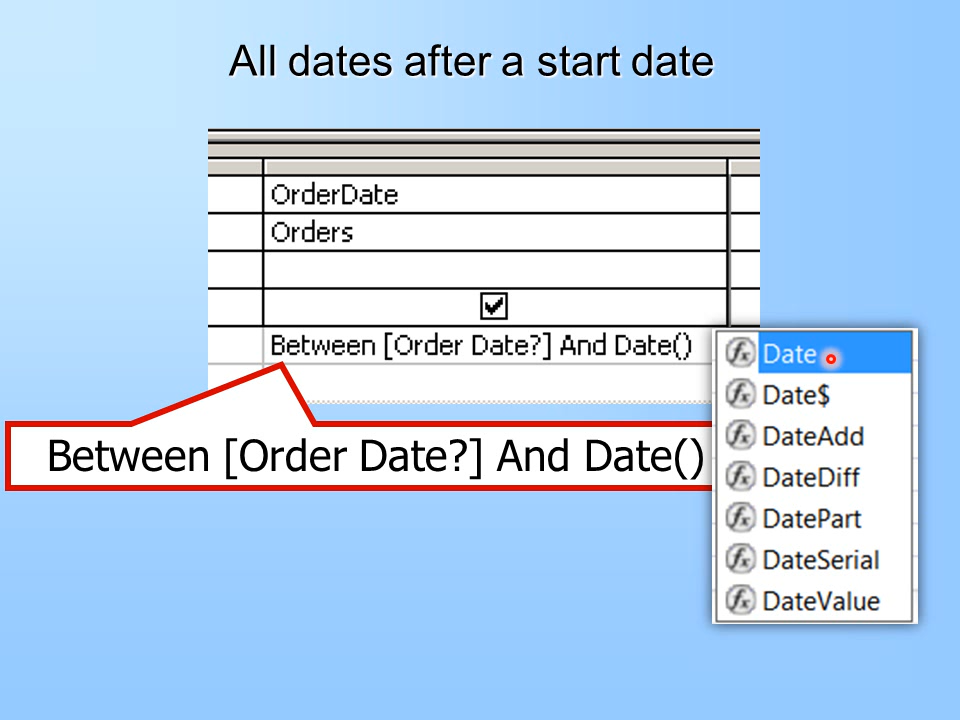 All dates after a start date
OrderDate
Orders
Between [Order Date?] And Date()
Between [Order Date?] And Date()
Date
Date$
DateAdd
DateDiff
DatePart
DateSerial
DateValue